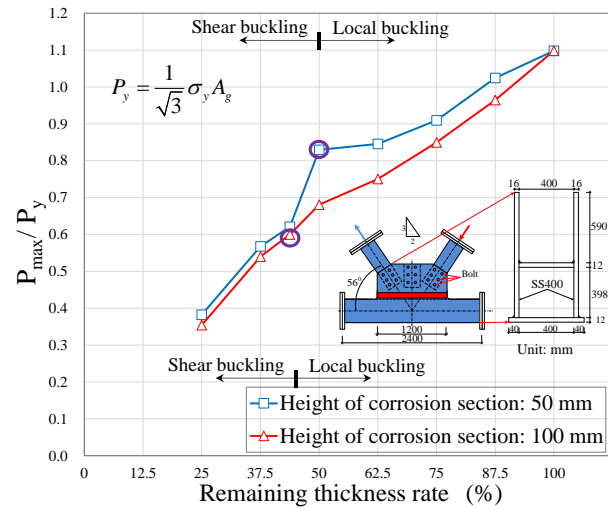 1.2
1.1
1.0
0.9
0.8
0.7
0.6
0.5
0.4
0.3
0.2
0.1
0.0
P_max / P_y
Shear buckling Local buckling
P_y = 1/√3 σ_y A_g
16 400 16
590
12
SS400
398
12
40 400 40
Unit: mm
3
2
Bolt
56⁰
1200
2400
Shear buckling Local buckling
Height of corrosion section: 50 mm
Height of corrosion section: 100 mm
0 12.5 25 37.5 50 62.5 75 87.5 100
Remaining thickness rate (%)